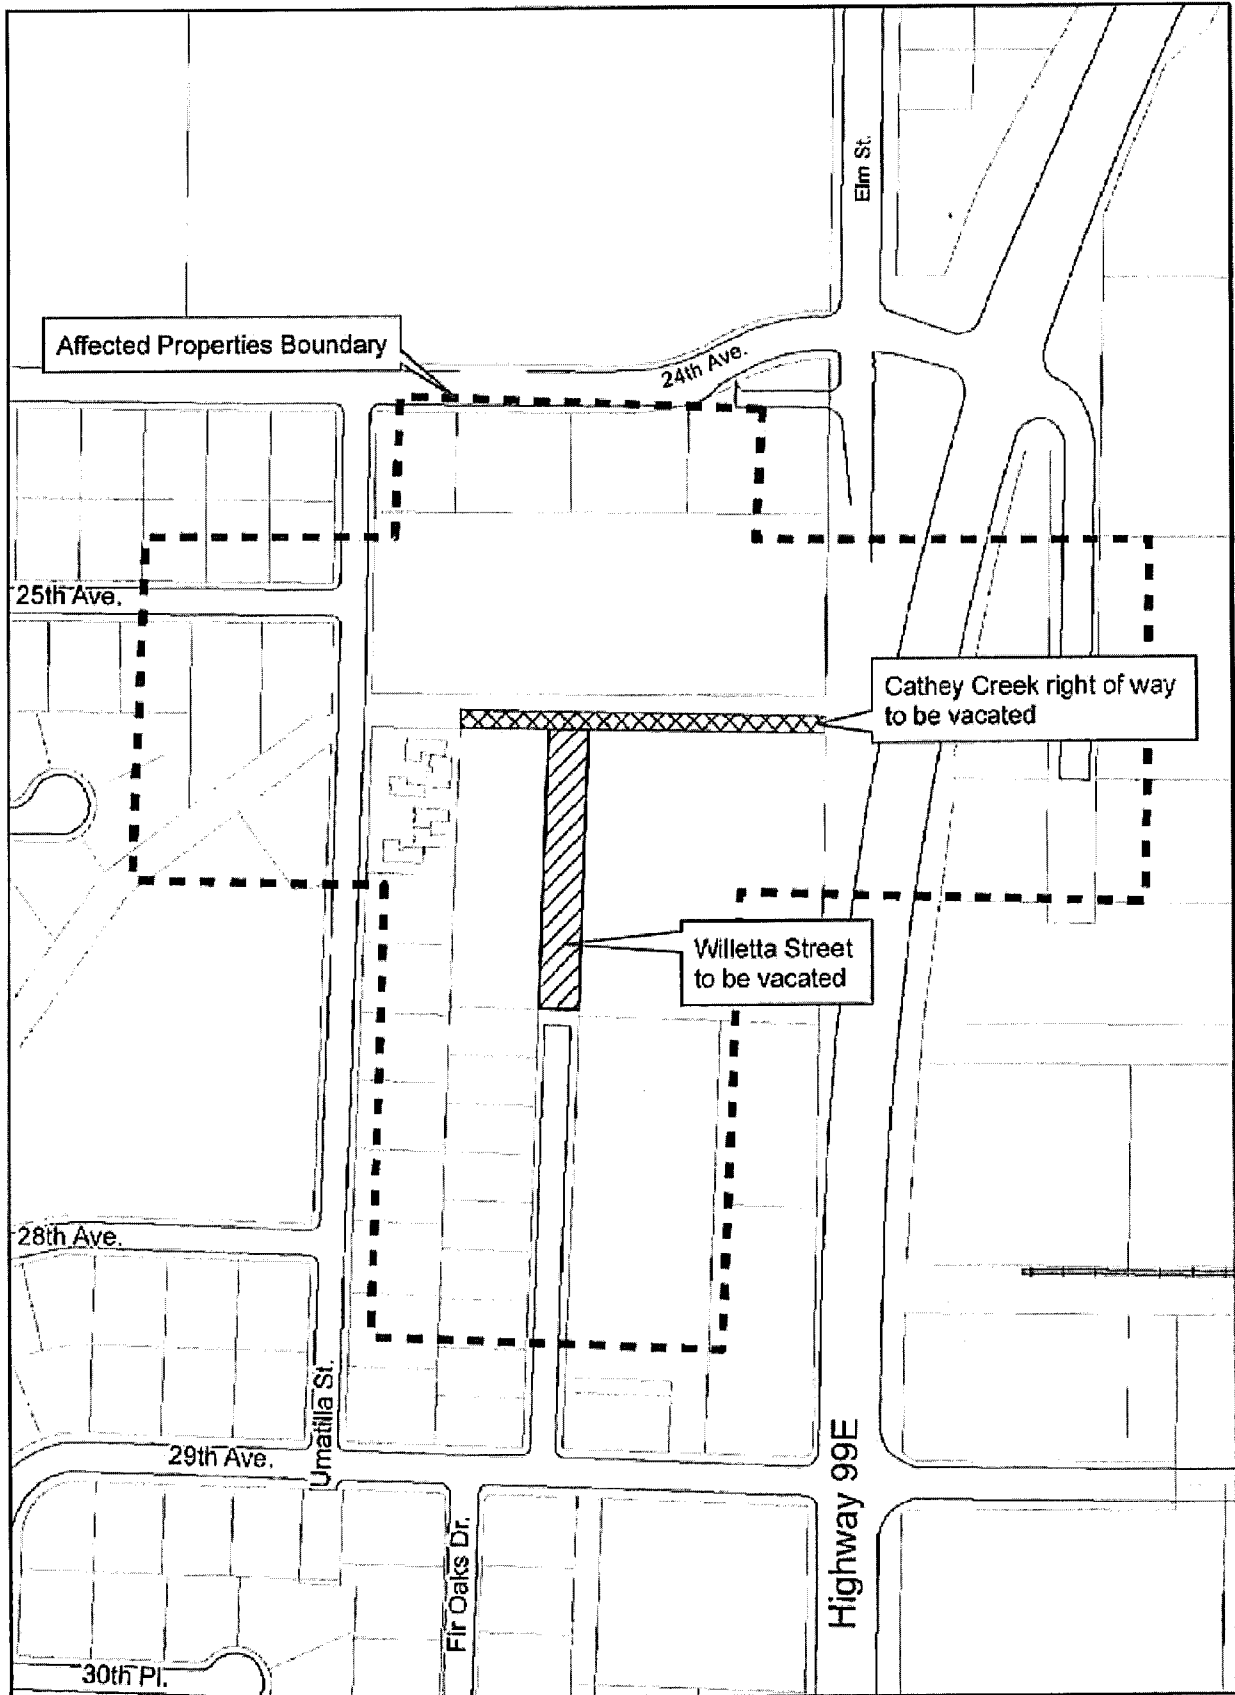 Elm St.
Affected Properties Boundary
24th Ave.
25th Ave.
Cathey Creek right of way
to be vacated
Willetta Street
to be vacated
28th Ave.
Umatilla St.
29th Ave.
Highway 99E
Fir Oaks Dr.
30th Pl.